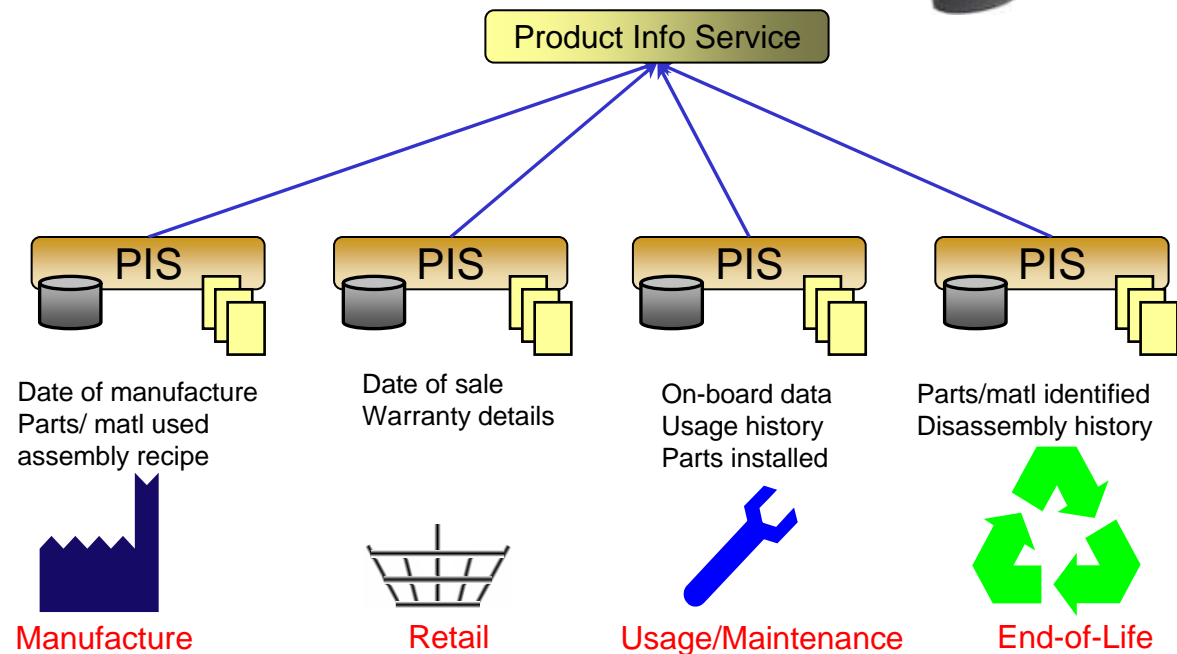 Product Info Service
PIS
PIS
PIS
PIS
Date of manufacture
Parts/ matl used
assembly recipe
Date of sale
Warranty details
On-board data
Usage history
Parts installed
Parts/matl identified
Disassembly history
Manufacture
Retail
Usage/Maintenance
End-of-Life